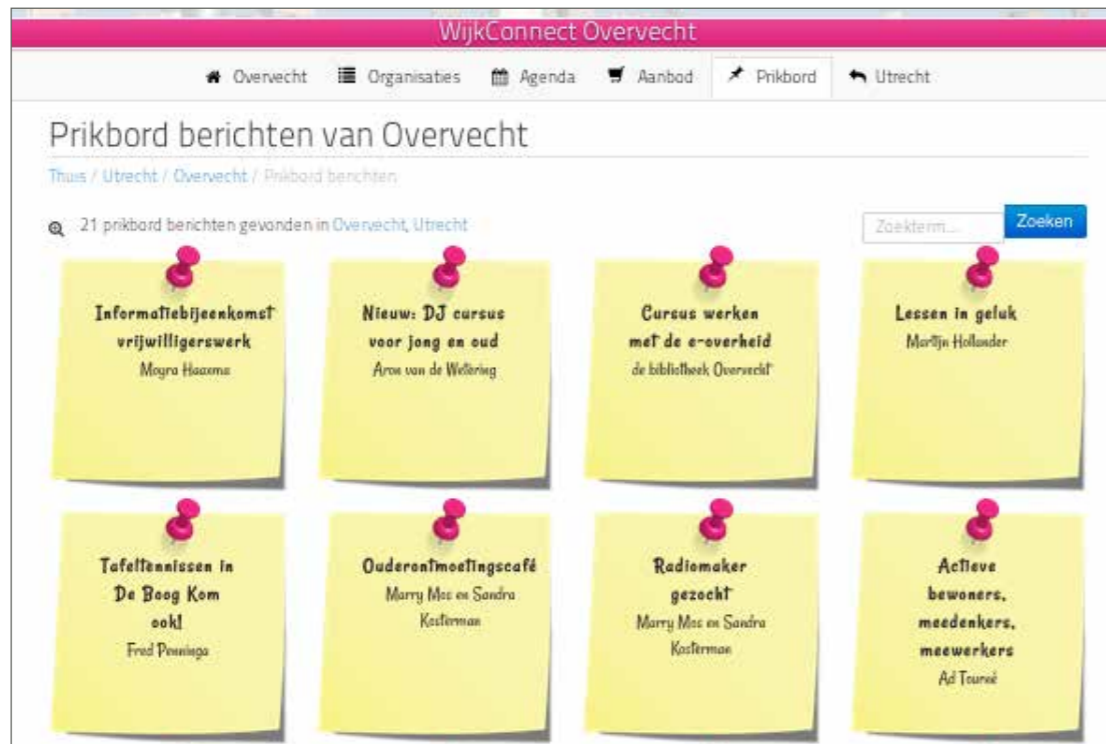 WijkConnect Overvecht
Overvecht Organisaties Agenda Aanbod Prikbord Utrecht
Prikbord berichten van Overvecht
Thuis / Utrecht / Overvecht / Prikbord berichten
21 prikbord berichten gevonden in Overvecht, Utrecht
Zoekterm... Zoeken
Informatiebijeenkomst
vrijwilligerswerk
Moyra Haaxma
Nieuw: DJ cursus
voor jong en oud
Aron van de Wetering
Cursus werken
met de e-overheid
de bibliotheek Overvecht
Lessen in geluk
Martijn Hollander
Tafeltennissen in
De Boog Kom
ook!
Fred Penninga
Ouderontmoetingscafé
Marry Mos en Sandra
Kosterman
Radiomaker
gezocht
Marry Mos en Sandra
Kosterman
Actieve
bewoners,
meedenkers,
meewerkers
Ad Tourné